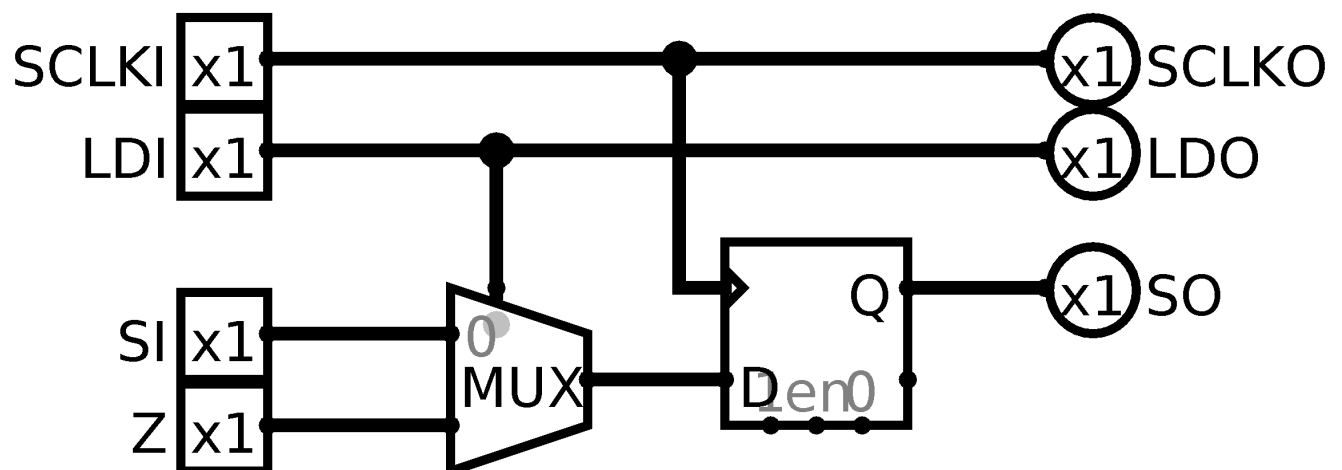 SCLKI x1 x1 SCLKO
LDI x1 x1 LDO
Q x1 SO
SI x1 0
MUX D 1 en 0
Z x1